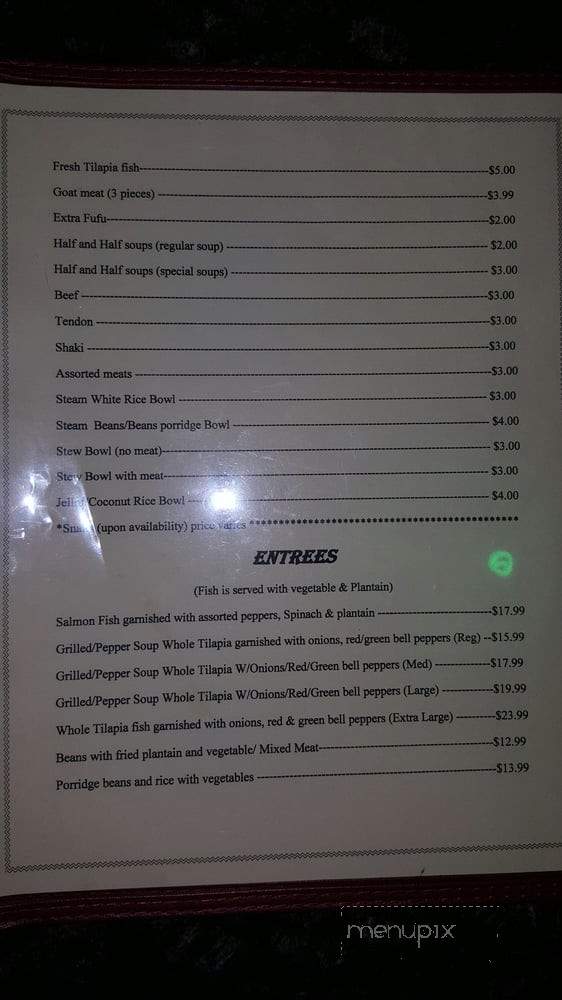 Fresh Tilapia fish $5.00
Goat meat (3 pieces) $3.99
Extra Fufu $2.00
Half and Half soups (regular soup) $2.00
Half and Half soups (special soups) $3.00
Beef $3.00
Tendon $3.00
Shaki $3.00
Assorted meats $3.00
Steam White Rice Bowl $3.00
Steam Beans/Beans porridge Bowl $4.00
Stew Bowl (no meat) $3.00
Stew Bowl with meat $3.00
/Coconut Rice Bowl $4.00
(upon availability) price varies ********************************************
ENTREES
(Fish is served with vegetable & Plantain)
Salmon Fish garnished with assorted peppers, Spinach & plantain $17.99
Grilled/Pepper Soup Whole Tilapia garnished with onions, red/green bell peppers (Reg) $15.99
Grilled/Pepper Soup Whole Tilapia W/Onions/Red/Green bell peppers (Med) $17.99
Grilled/Pepper Soup Whole Tilapia W/Onions/Red/Green bell peppers (Large) $19.99
Whole Tilapia fish garnished with onions, red & green bell peppers (Extra Large) $23.99
Beans with fried plantain and vegetable/ Mixed Meat $12.99
Porridge beans and rice with vegetables $13.99
menupix